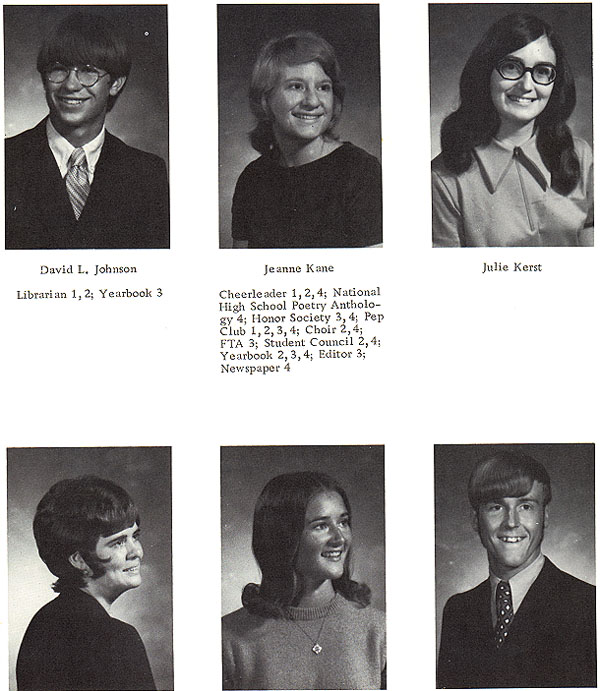 David L. Johnson
Librarian 1, 2; Yearbook 3
Jeanne Kane
Cheerleader 1, 2, 4; National
High School Poetry Antholo-
gy 4; Honor Society 3, 4; Pep
Club 1, 2, 3, 4; Choir 2, 4;
FTA 3; Student Council 2, 4;
Yearbook 2, 3, 4; Editor 3;
Newspaper 4
Julie Kerst